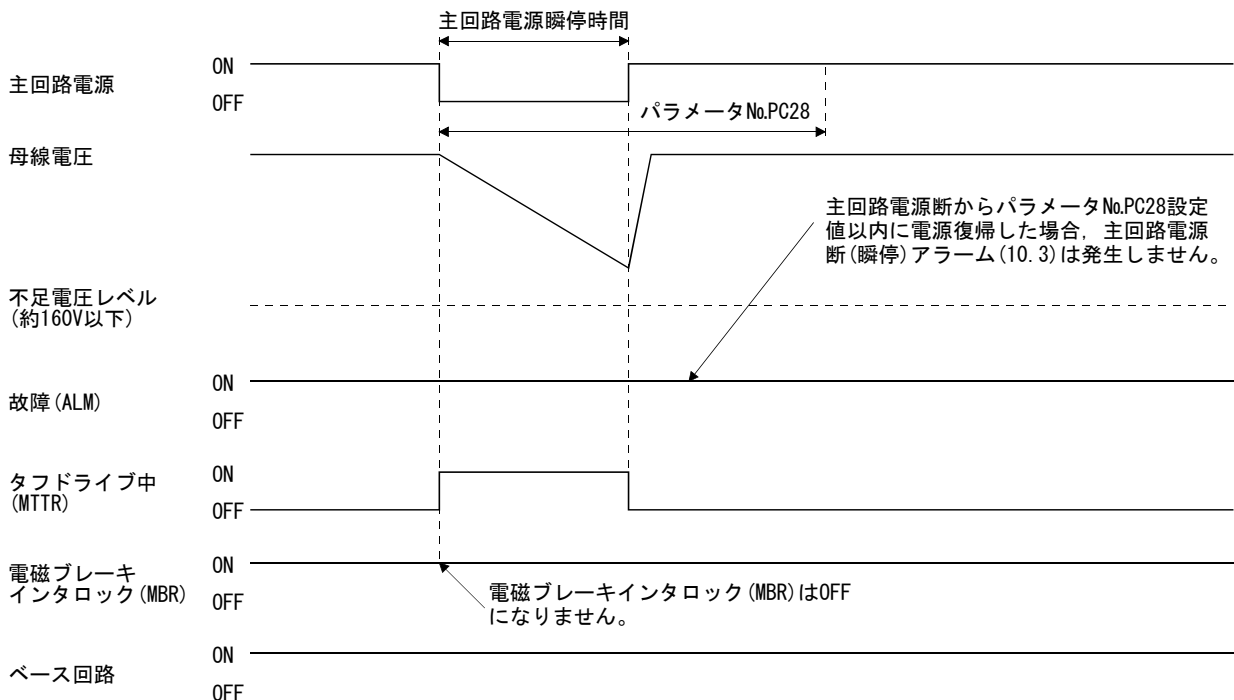 主回路電源瞬停時間
主回路電源
ON
OFF
パラメータNo.PC28
母線電圧
主回路電源断からパラメータNo.PC28設定
値以内に電源復帰した場合，主回路電源
断(瞬停)アラーム(10.3)は発生しません。
不足電圧レベル
(約160V以下)
故障(ALM)
ON
OFF
タフドライブ中
(MTTR)
ON
OFF
電磁ブレーキ
インタロック(MBR)
ON
OFF
電磁ブレーキインタロック(MBR)はOFF
になりません。
ベース回路
ON
OFF